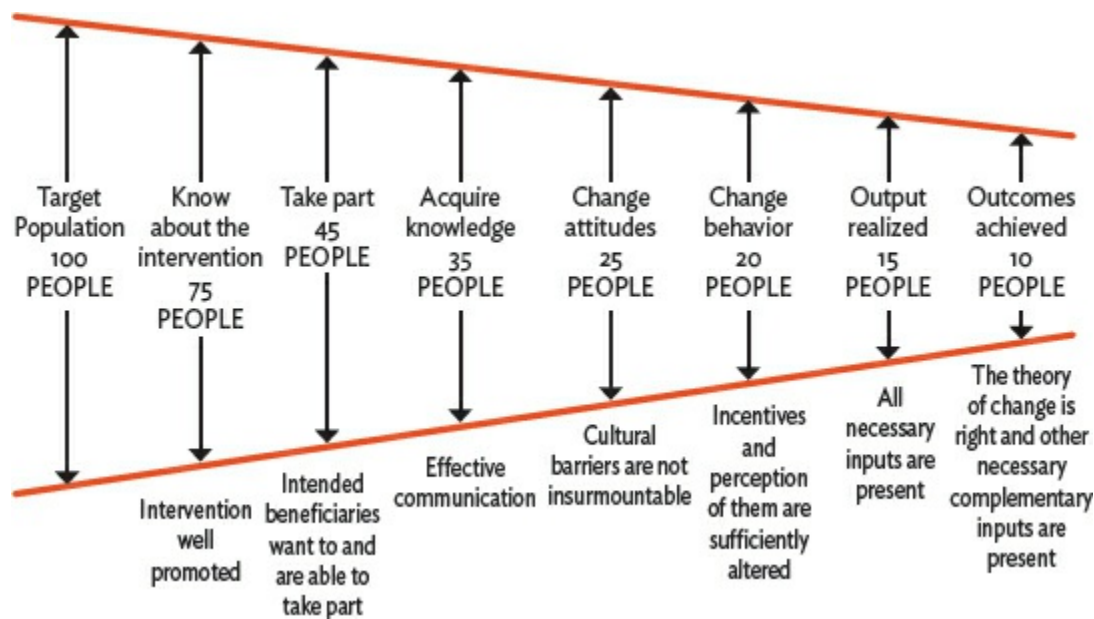 Target
Population
100
PEOPLE
Know
about the
intervention
75
PEOPLE
Take part
45
PEOPLE
Acquire
knowledge
35
PEOPLE
Change
attitudes
25
PEOPLE
Change
behavior
20
PEOPLE
Output
realized
15
PEOPLE
Outcomes
achieved
10
PEOPLE
Intervention
well
promoted
Intended
beneficiaries
want to and
are able to
take part
Effective
communication
Cultural
barriers are not
insurmountable
Incentives
and
perception
of them are
sufficiently
altered
All
necessary
inputs are
present
The theory
of change is
right and other
necessary
complementary
inputs are
present